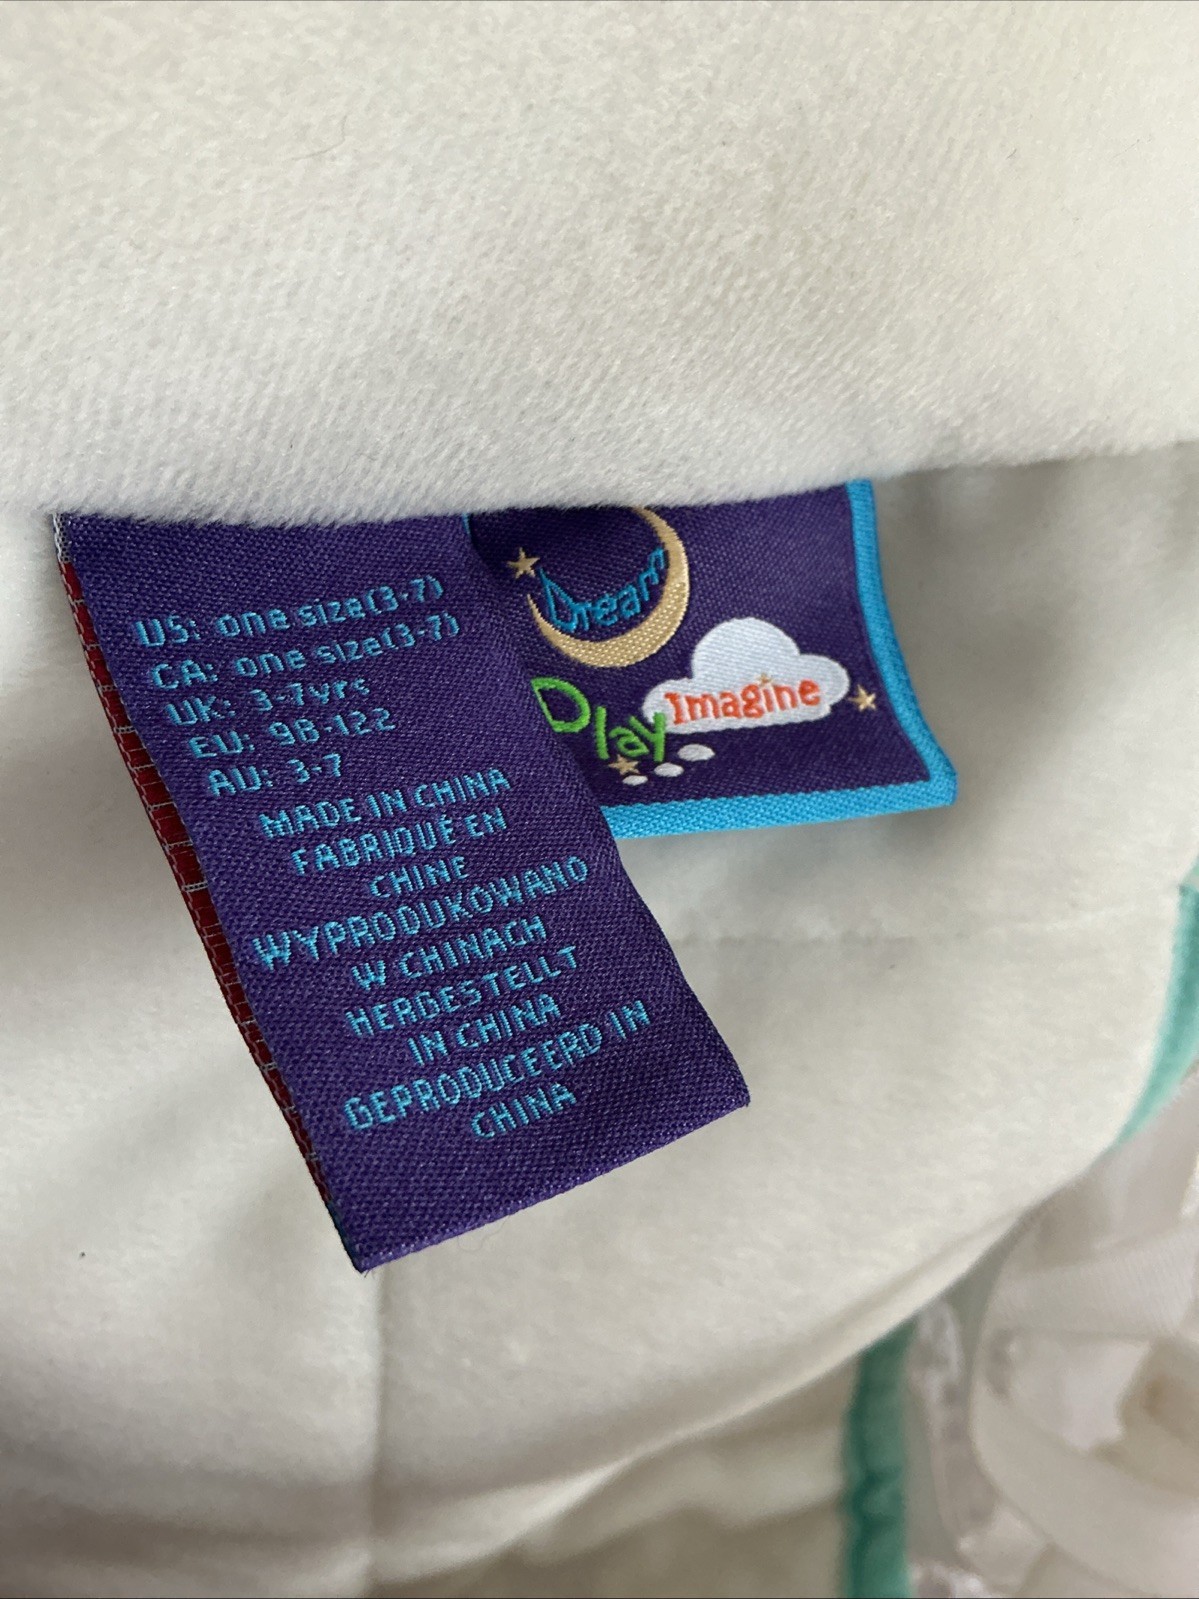 US: one size(3-7)
CA: one size(3-7)
UK: 3-7yrs
EU: 98-122
AU: 3-7
MADE IN CHINA
FABRIQUÉ EN
CHINE
WYPRODUKOWANO
W CHINACH
HERGESTELLT
IN CHINA
GEPRODUCEERD IN
CHINA
Dream
Play
Imagine